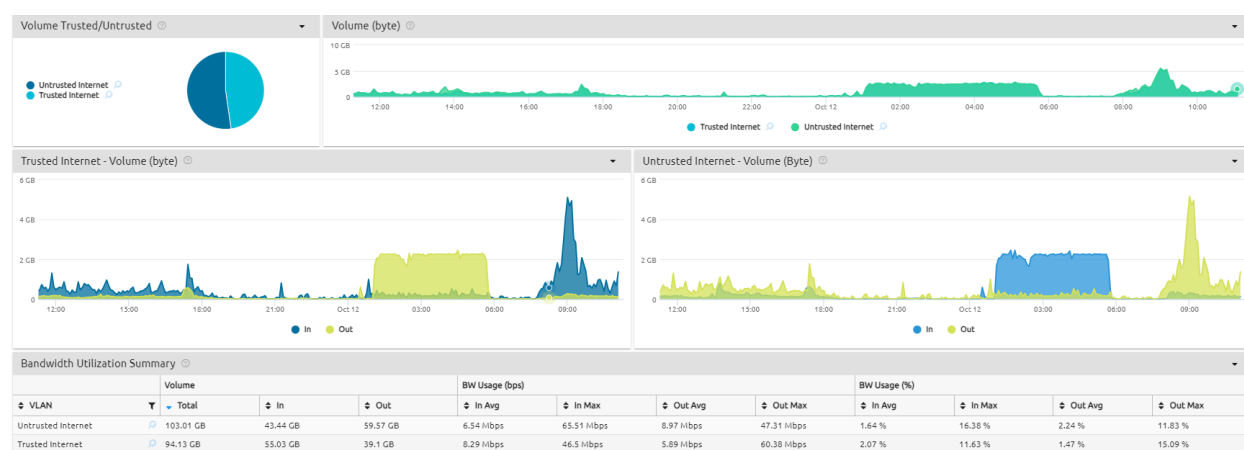 Volume Trusted/Untrusted
Untrusted Internet
Trusted Internet
Volume (byte)
10 GB
5 GB
0
12:00 14:00 16:00 18:00 20:00 22:00 Oct 12 02:00 04:00 06:00 08:00 10:00
Trusted Internet Untrusted Internet
Trusted Internet - Volume (byte)
6 GB
4 GB
2 GB
0
12:00 15:00 18:00 21:00 Oct 12 03:00 06:00 09:00
In Out
Untrusted Internet - Volume (Byte)
6 GB
4 GB
2 GB
0
12:00 15:00 18:00 21:00 Oct 12 03:00 06:00 09:00
In Out
Bandwidth Utilization Summary
Volume BW Usage (bps) BW Usage (%)
VLAN Total In Out In Avg In Max Out Avg Out Max In Avg In Max Out Avg Out Max
Untrusted Internet 103.01 GB 43.44 GB 59.57 GB 6.54 Mbps 65.51 Mbps 8.97 Mbps 47.31 Mbps 1.64 % 16.38 % 2.24 % 11.83 %
Trusted Internet 94.13 GB 55.03 GB 39.1 GB 8.29 Mbps 46.5 Mbps 5.89 Mbps 60.38 Mbps 2.07 % 11.63 % 1.47 % 15.09 %